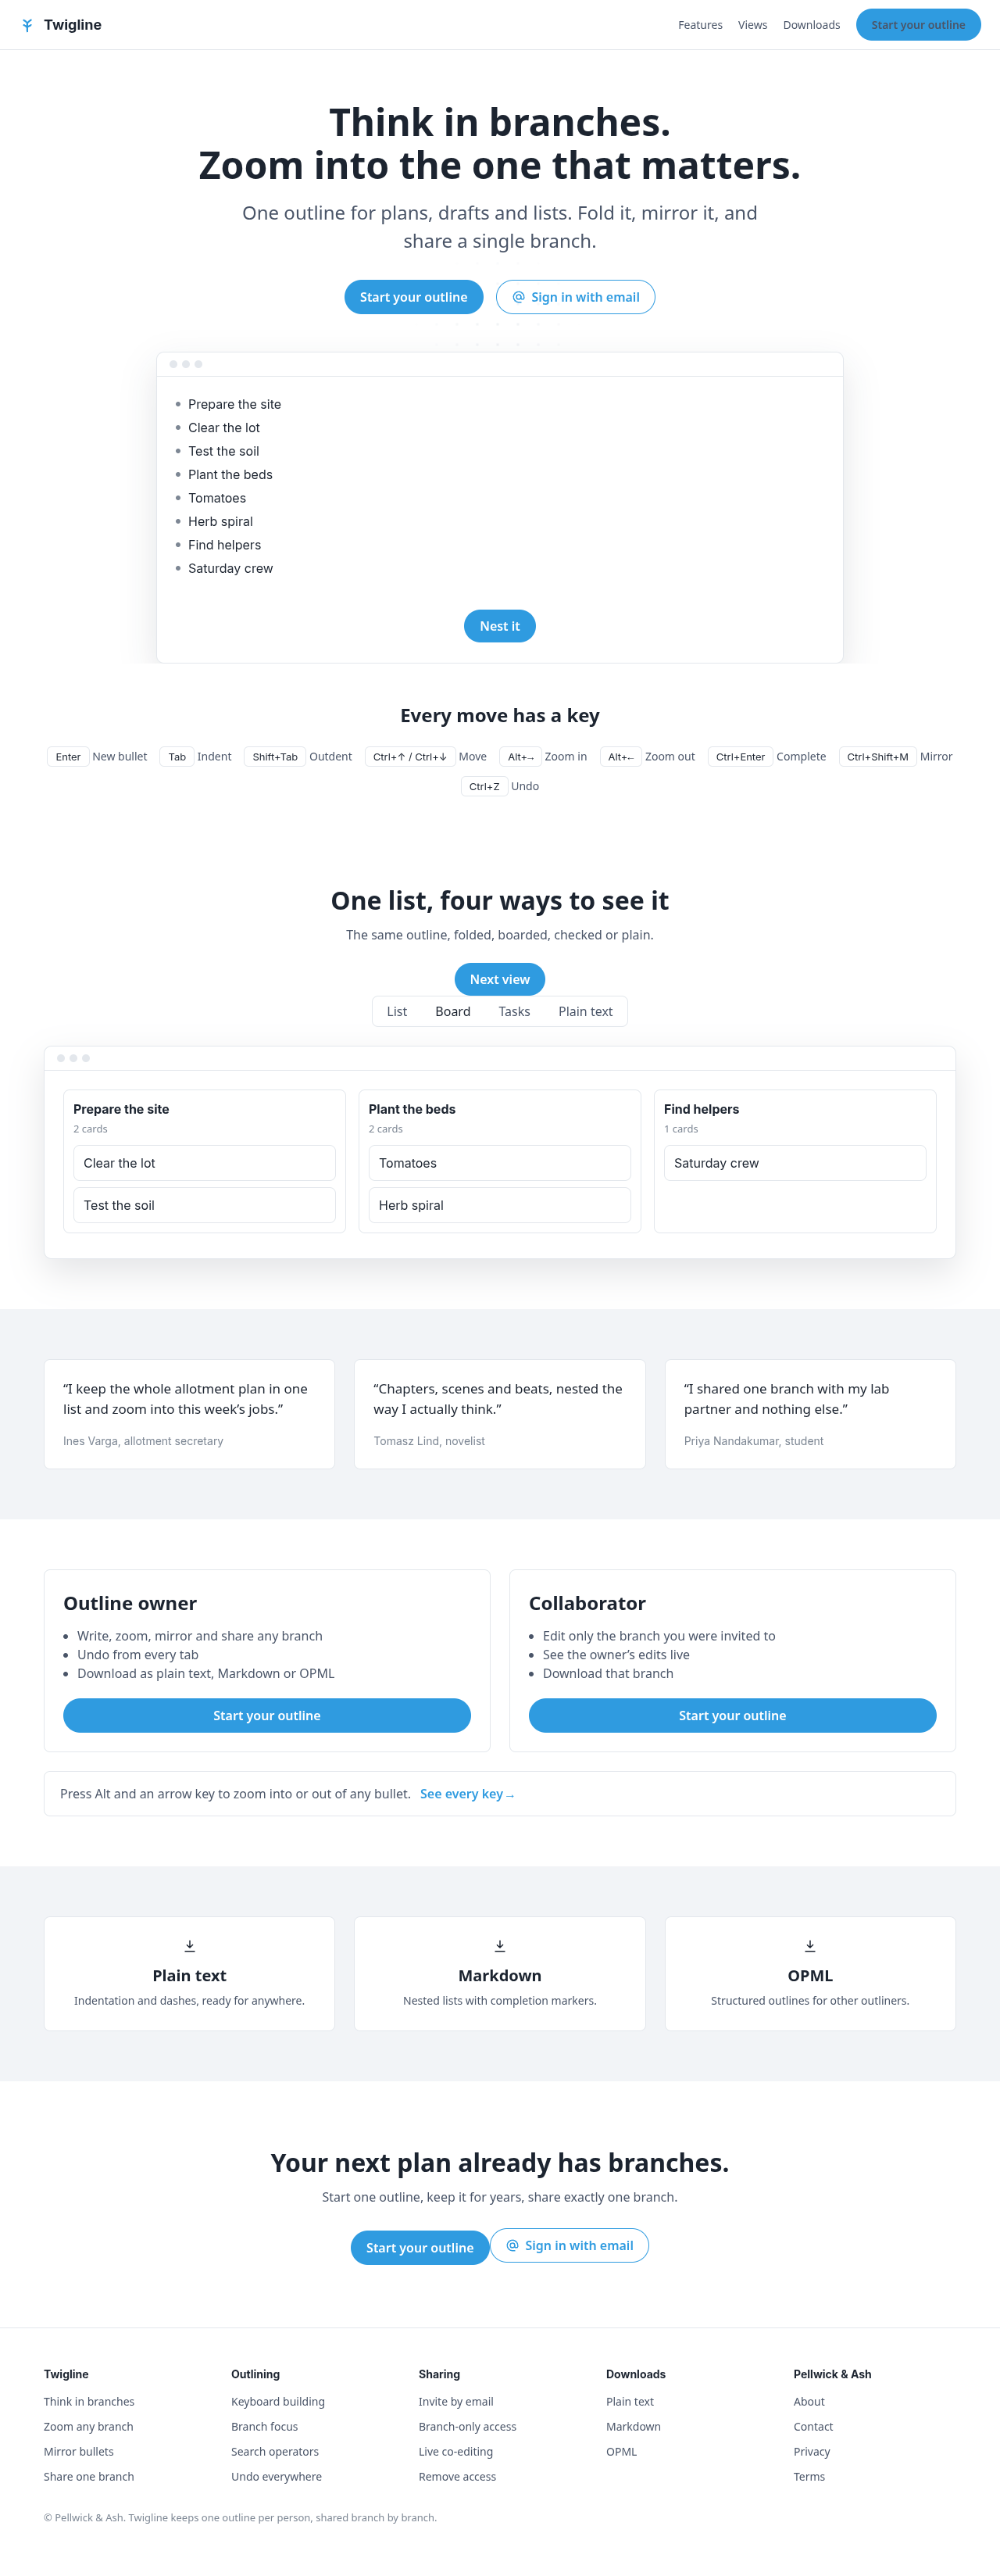 Twigline
Features
Views
Downloads
Start your outline
Think in branches.
Zoom into the one that matters.
One outline for plans, drafts and lists. Fold it, mirror it, and
share a single branch.
Start your outline
Sign in with email
Prepare the site
Clear the lot
Test the soil
Plant the beds
Tomatoes
Herb spiral
Find helpers
Saturday crew
Nest it
Every move has a key
Enter New bullet Tab Indent Shift+Tab Outdent Ctrl+↑ / Ctrl+↓ Move Alt+→ Zoom in Alt+← Zoom out Ctrl+Enter Complete Ctrl+Shift+M Mirror
Ctrl+Z Undo
One list, four ways to see it
The same outline, folded, boarded, checked or plain.
Next view
List Board Tasks Plain text
Prepare the site
2 cards
Clear the lot
Test the soil
Plant the beds
2 cards
Tomatoes
Herb spiral
Find helpers
1 cards
Saturday crew
“I keep the whole allotment plan in one
list and zoom into this week’s jobs.”
Ines Varga, allotment secretary
“Chapters, scenes and beats, nested the
way I actually think.”
Tomasz Lind, novelist
“I shared one branch with my lab
partner and nothing else.”
Priya Nandakumar, student
Outline owner
Write, zoom, mirror and share any branch
Undo from every tab
Download as plain text, Markdown or OPML
Start your outline
Collaborator
Edit only the branch you were invited to
See the owner’s edits live
Download that branch
Start your outline
Press Alt and an arrow key to zoom into or out of any bullet. See every key→
Plain text
Indentation and dashes, ready for anywhere.
Markdown
Nested lists with completion markers.
OPML
Structured outlines for other outliners.
Your next plan already has branches.
Start one outline, keep it for years, share exactly one branch.
Start your outline
Sign in with email
Twigline
Think in branches
Zoom any branch
Mirror bullets
Share one branch
Outlining
Keyboard building
Branch focus
Search operators
Undo everywhere
Sharing
Invite by email
Branch-only access
Live co-editing
Remove access
Downloads
Plain text
Markdown
OPML
Pellwick & Ash
About
Contact
Privacy
Terms
© Pellwick & Ash. Twigline keeps one outline per person, shared branch by branch.